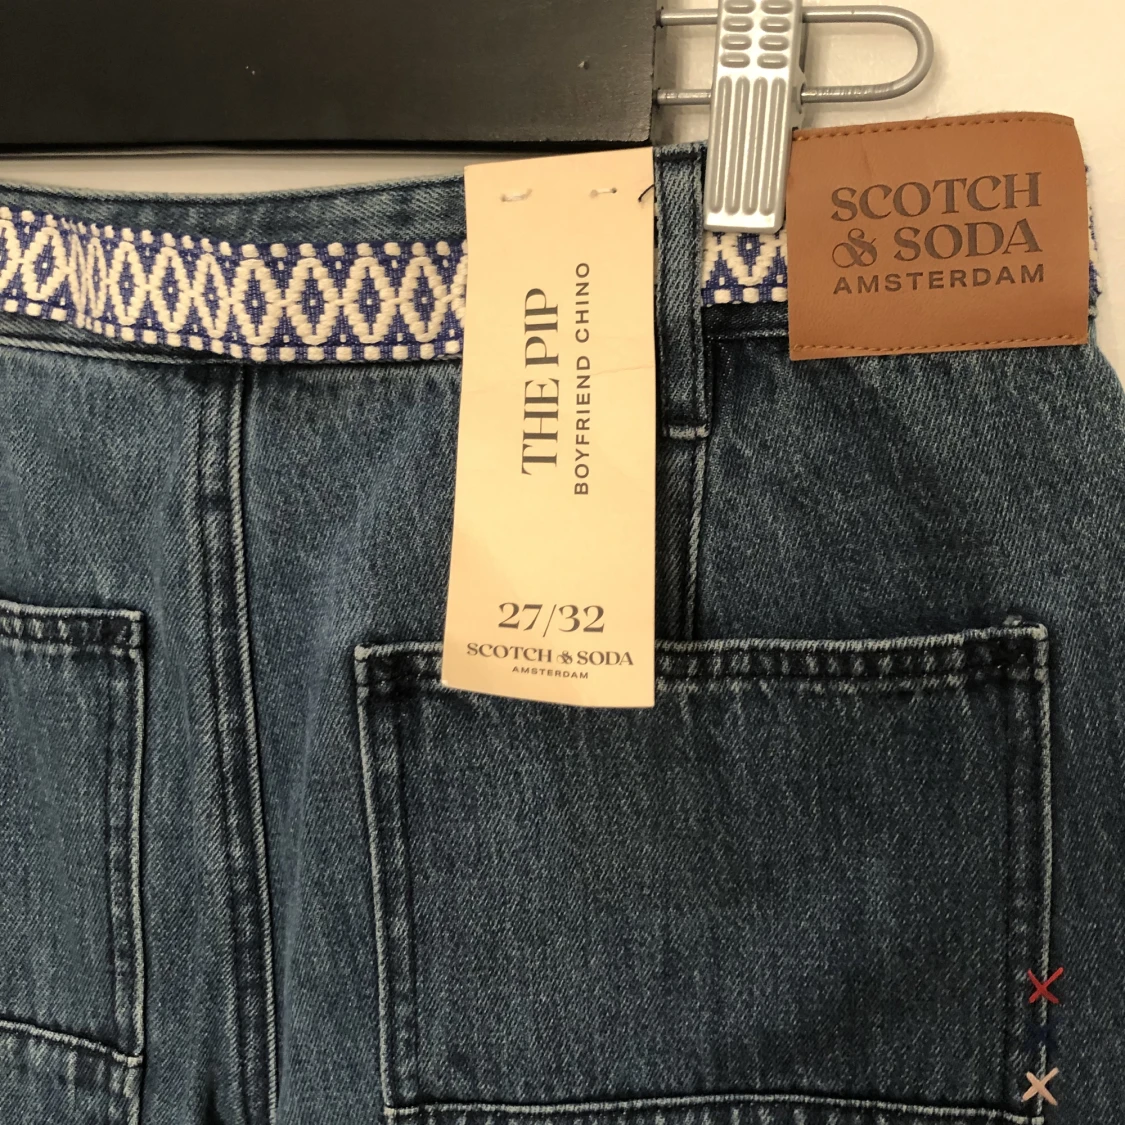 THE PIP
BOYFRIEND CHINO
27/32
SCOTCH & SODA
AMSTERDAM
SCOTCH
& SODA
AMSTERDAM